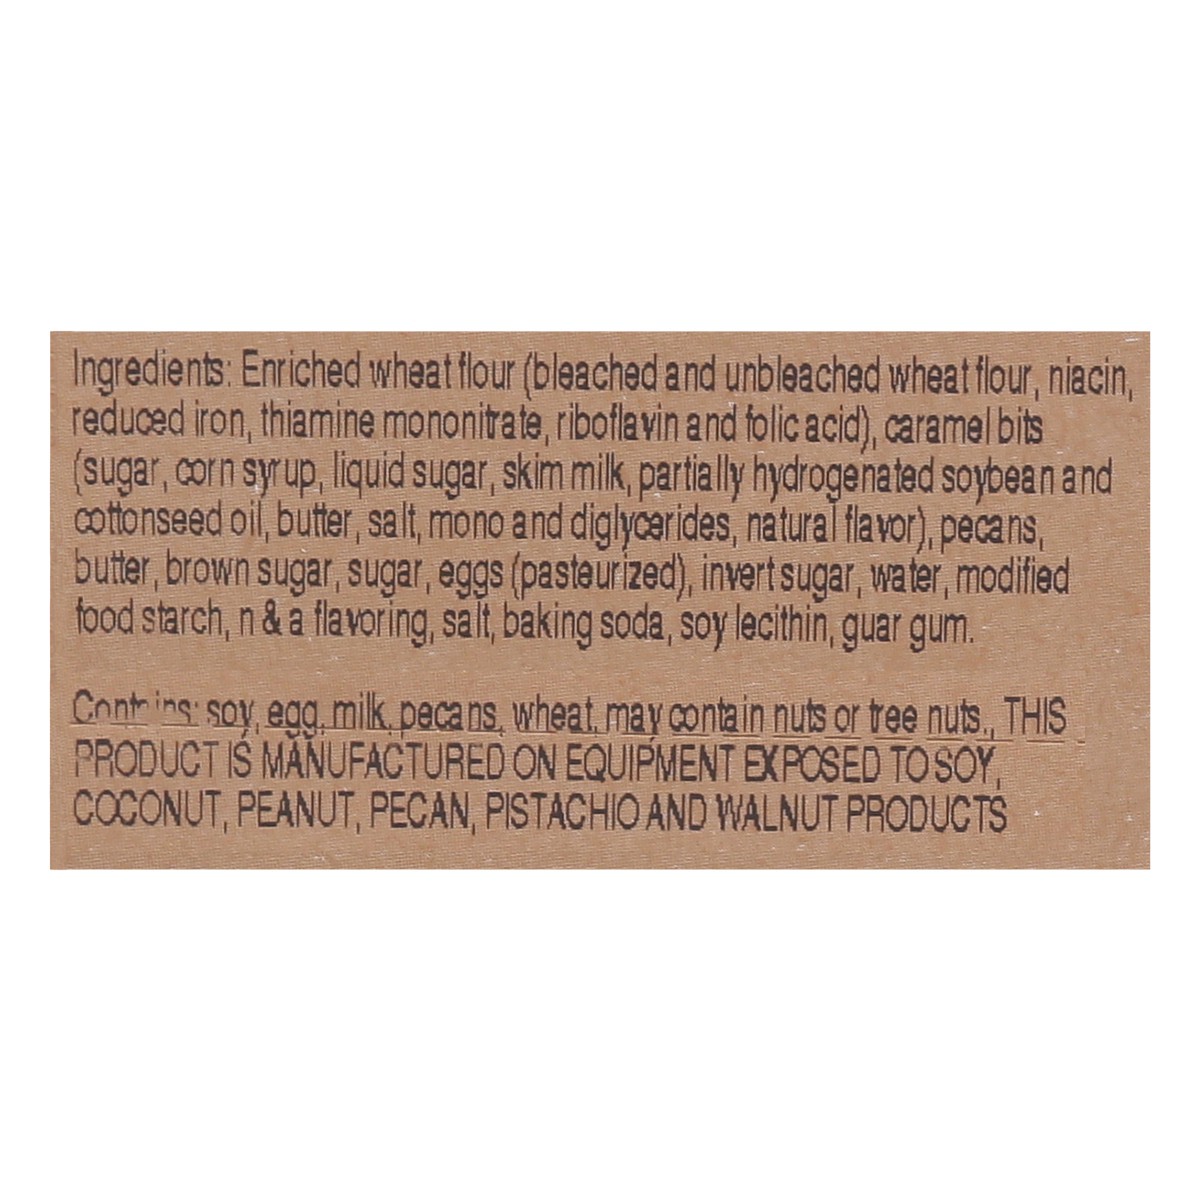 Ingredients: Enriched wheat flour (bleached and unbleached wheat flour, niacin,
reduced iron, thiamine mononitrate, riboflavin and folic acid), caramel bits
(sugar, corn syrup, liquid sugar, skim milk, partially hydrogenated soybean and
cottonseed oil, butter, salt, mono and diglycerides, natural flavor), pecans,
butter, brown sugar, sugar, eggs (pasteurized), invert sugar, water, modified
food starch, n & a flavoring, salt, baking soda, soy lecithin, guar gum.
Contains: soy, egg, milk, pecans, wheat, may contain nuts or tree nuts., THIS
PRODUCT IS MANUFACTURED ON EQUIPMENT EXPOSED TO SOY,
COCONUT, PEANUT, PECAN, PISTACHIO AND WALNUT PRODUCTS